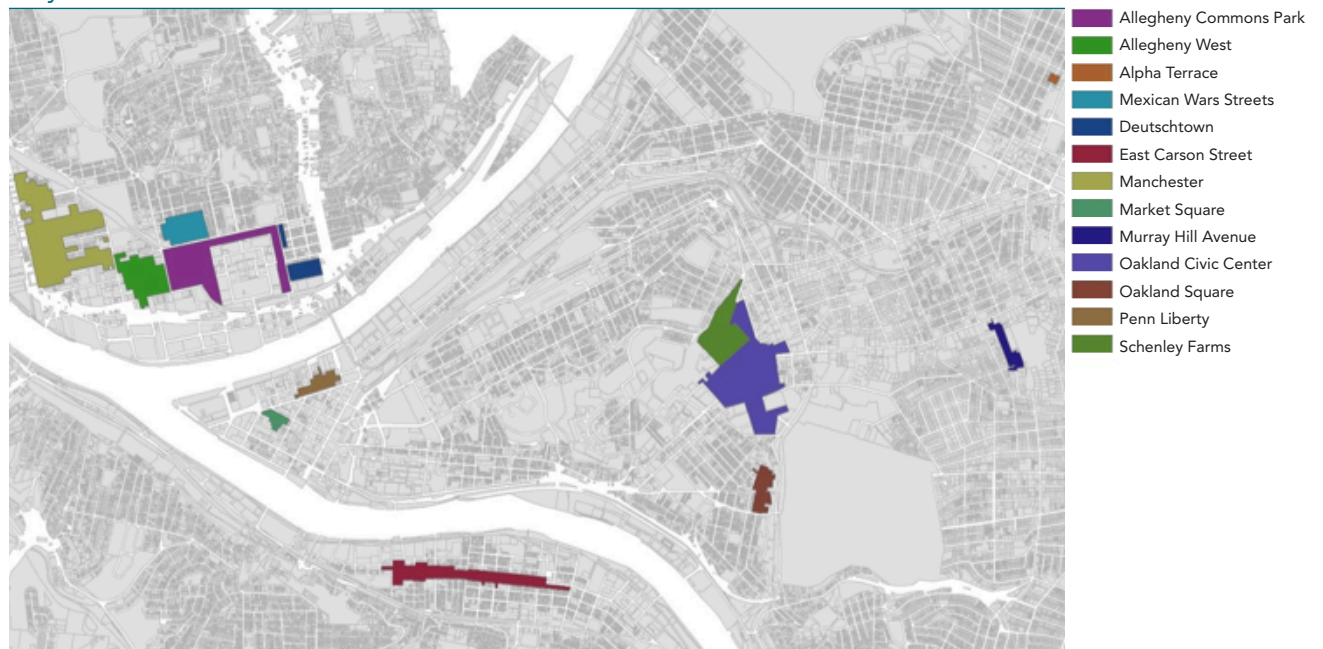 Allegheny Commons Park
Allegheny West
Alpha Terrace
Mexican Wars Streets
Deutschtown
East Carson Street
Manchester
Market Square
Murray Hill Avenue
Oakland Civic Center
Oakland Square
Penn Liberty
Schenley Farms